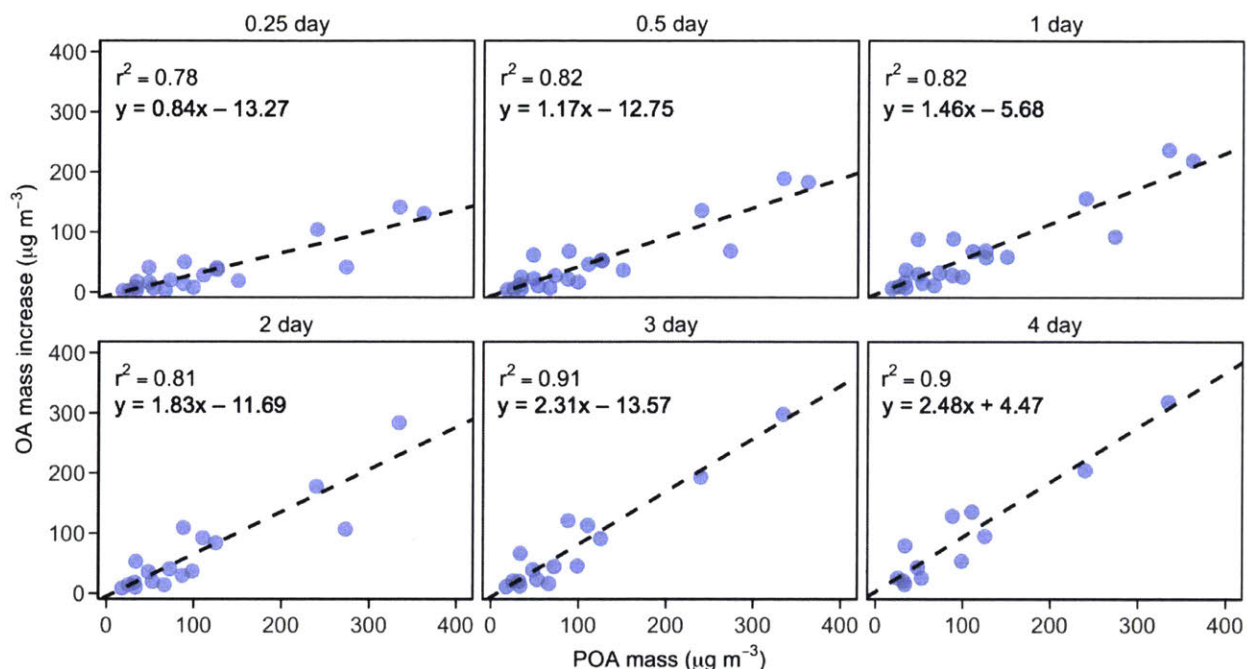 0.25 day
0.5 day
1 day
400
300
200
100
0
r² = 0.78
y = 0.84x – 13.27
r² = 0.82
y = 1.17x – 12.75
r² = 0.82
y = 1.46x – 5.68
2 day
3 day
4 day
400
300
200
100
0
r² = 0.81
y = 1.83x – 11.69
r² = 0.91
y = 2.31x – 13.57
r² = 0.9
y = 2.48x + 4.47
OA mass increase (µg m⁻³)
0 100 200 300 400
0 100 200 300 400
0 100 200 300 400
POA mass (µg m⁻³)